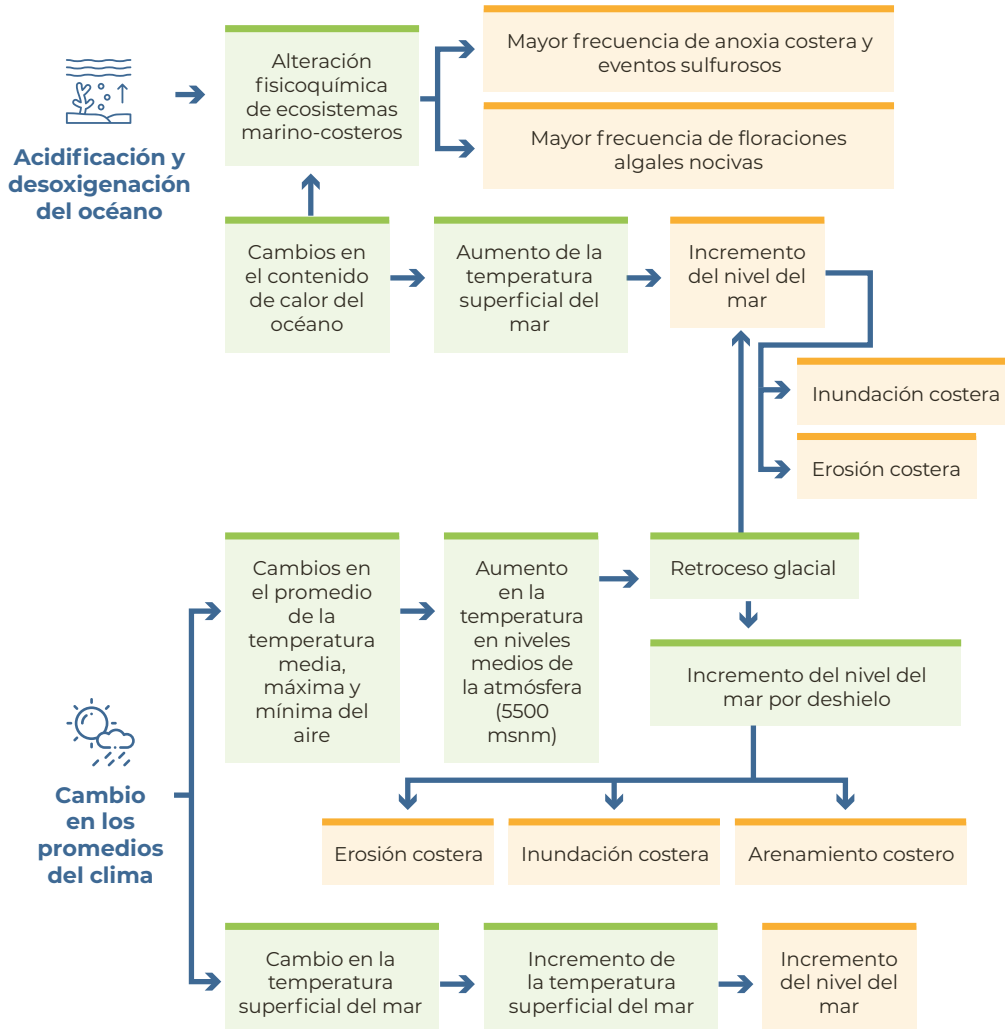 Acidificación y
desoxigenación
del océano
Alteración
fisicoquímica
de ecosistemas
marino-costeros
Mayor frecuencia de anoxia costera y
eventos sulfurosos
Mayor frecuencia de floraciones
algales nocivas
Cambios en
el contenido
de calor del
océano
Aumento de la
temperatura
superficial del
mar
Incremento
del nivel del
mar
Inundación costera
Erosión costera
Cambio
en los
promedios
del clima
Cambios en
el promedio
de la
temperatura
media,
máxima y
mínima del
aire
Aumento
en la
temperatura
en niveles
medios de
la atmósfera
(5500
msnm)
Retroceso glacial
Incremento del nivel del
mar por deshielo
Erosión costera
Inundación costera
Arenamiento costero
Cambio en la
temperatura
superficial del mar
Incremento de
la temperatura
superficial del mar
Incremento
del nivel del
mar